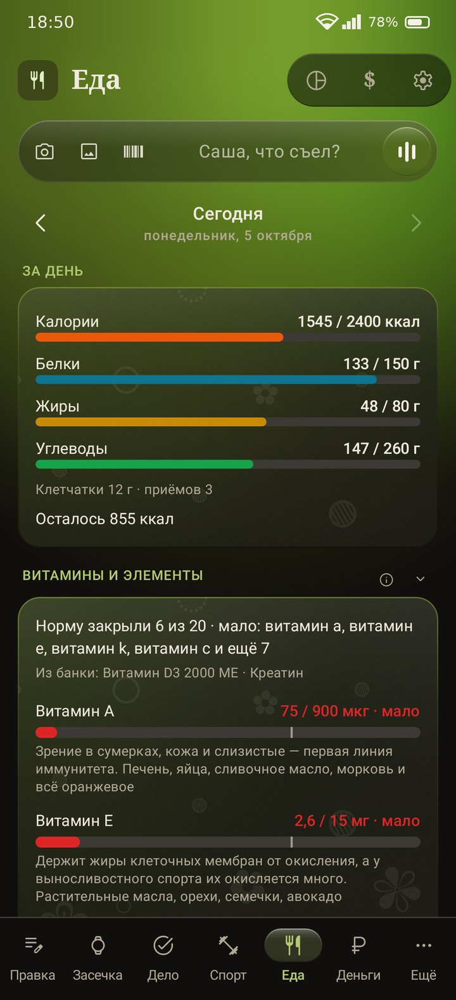 18:50
78%
Еда
$
Саша, что съел?
Сегодня
понедельник, 5 октября
ЗА ДЕНЬ
Калории 1545 / 2400 ккал
Белки 133 / 150 г
Жиры 48 / 80 г
Углеводы 147 / 260 г
Клетчатки 12 г · приёмов 3
Осталось 855 ккал
ВИТАМИНЫ И ЭЛЕМЕНТЫ
Норму закрыли 6 из 20 · мало: витамин a, витамин
e, витамин k, витамин c и ещё 7
Из банки: Витамин D3 2000 МЕ · Креатин
Витамин A 75 / 900 мкг · мало
Зрение в сумерках, кожа и слизистые — первая линия
иммунитета. Печень, яйца, сливочное масло, морковь и
всё оранжевое
Витамин E 2,6 / 15 мг · мало
Держит жиры клеточных мембран от окисления, а у
выносливостного спорта их окисляется много.
Растительные масла, орехи, семечки, авокадо
Правка Засечка Дело Спорт Еда Деньги Ещё